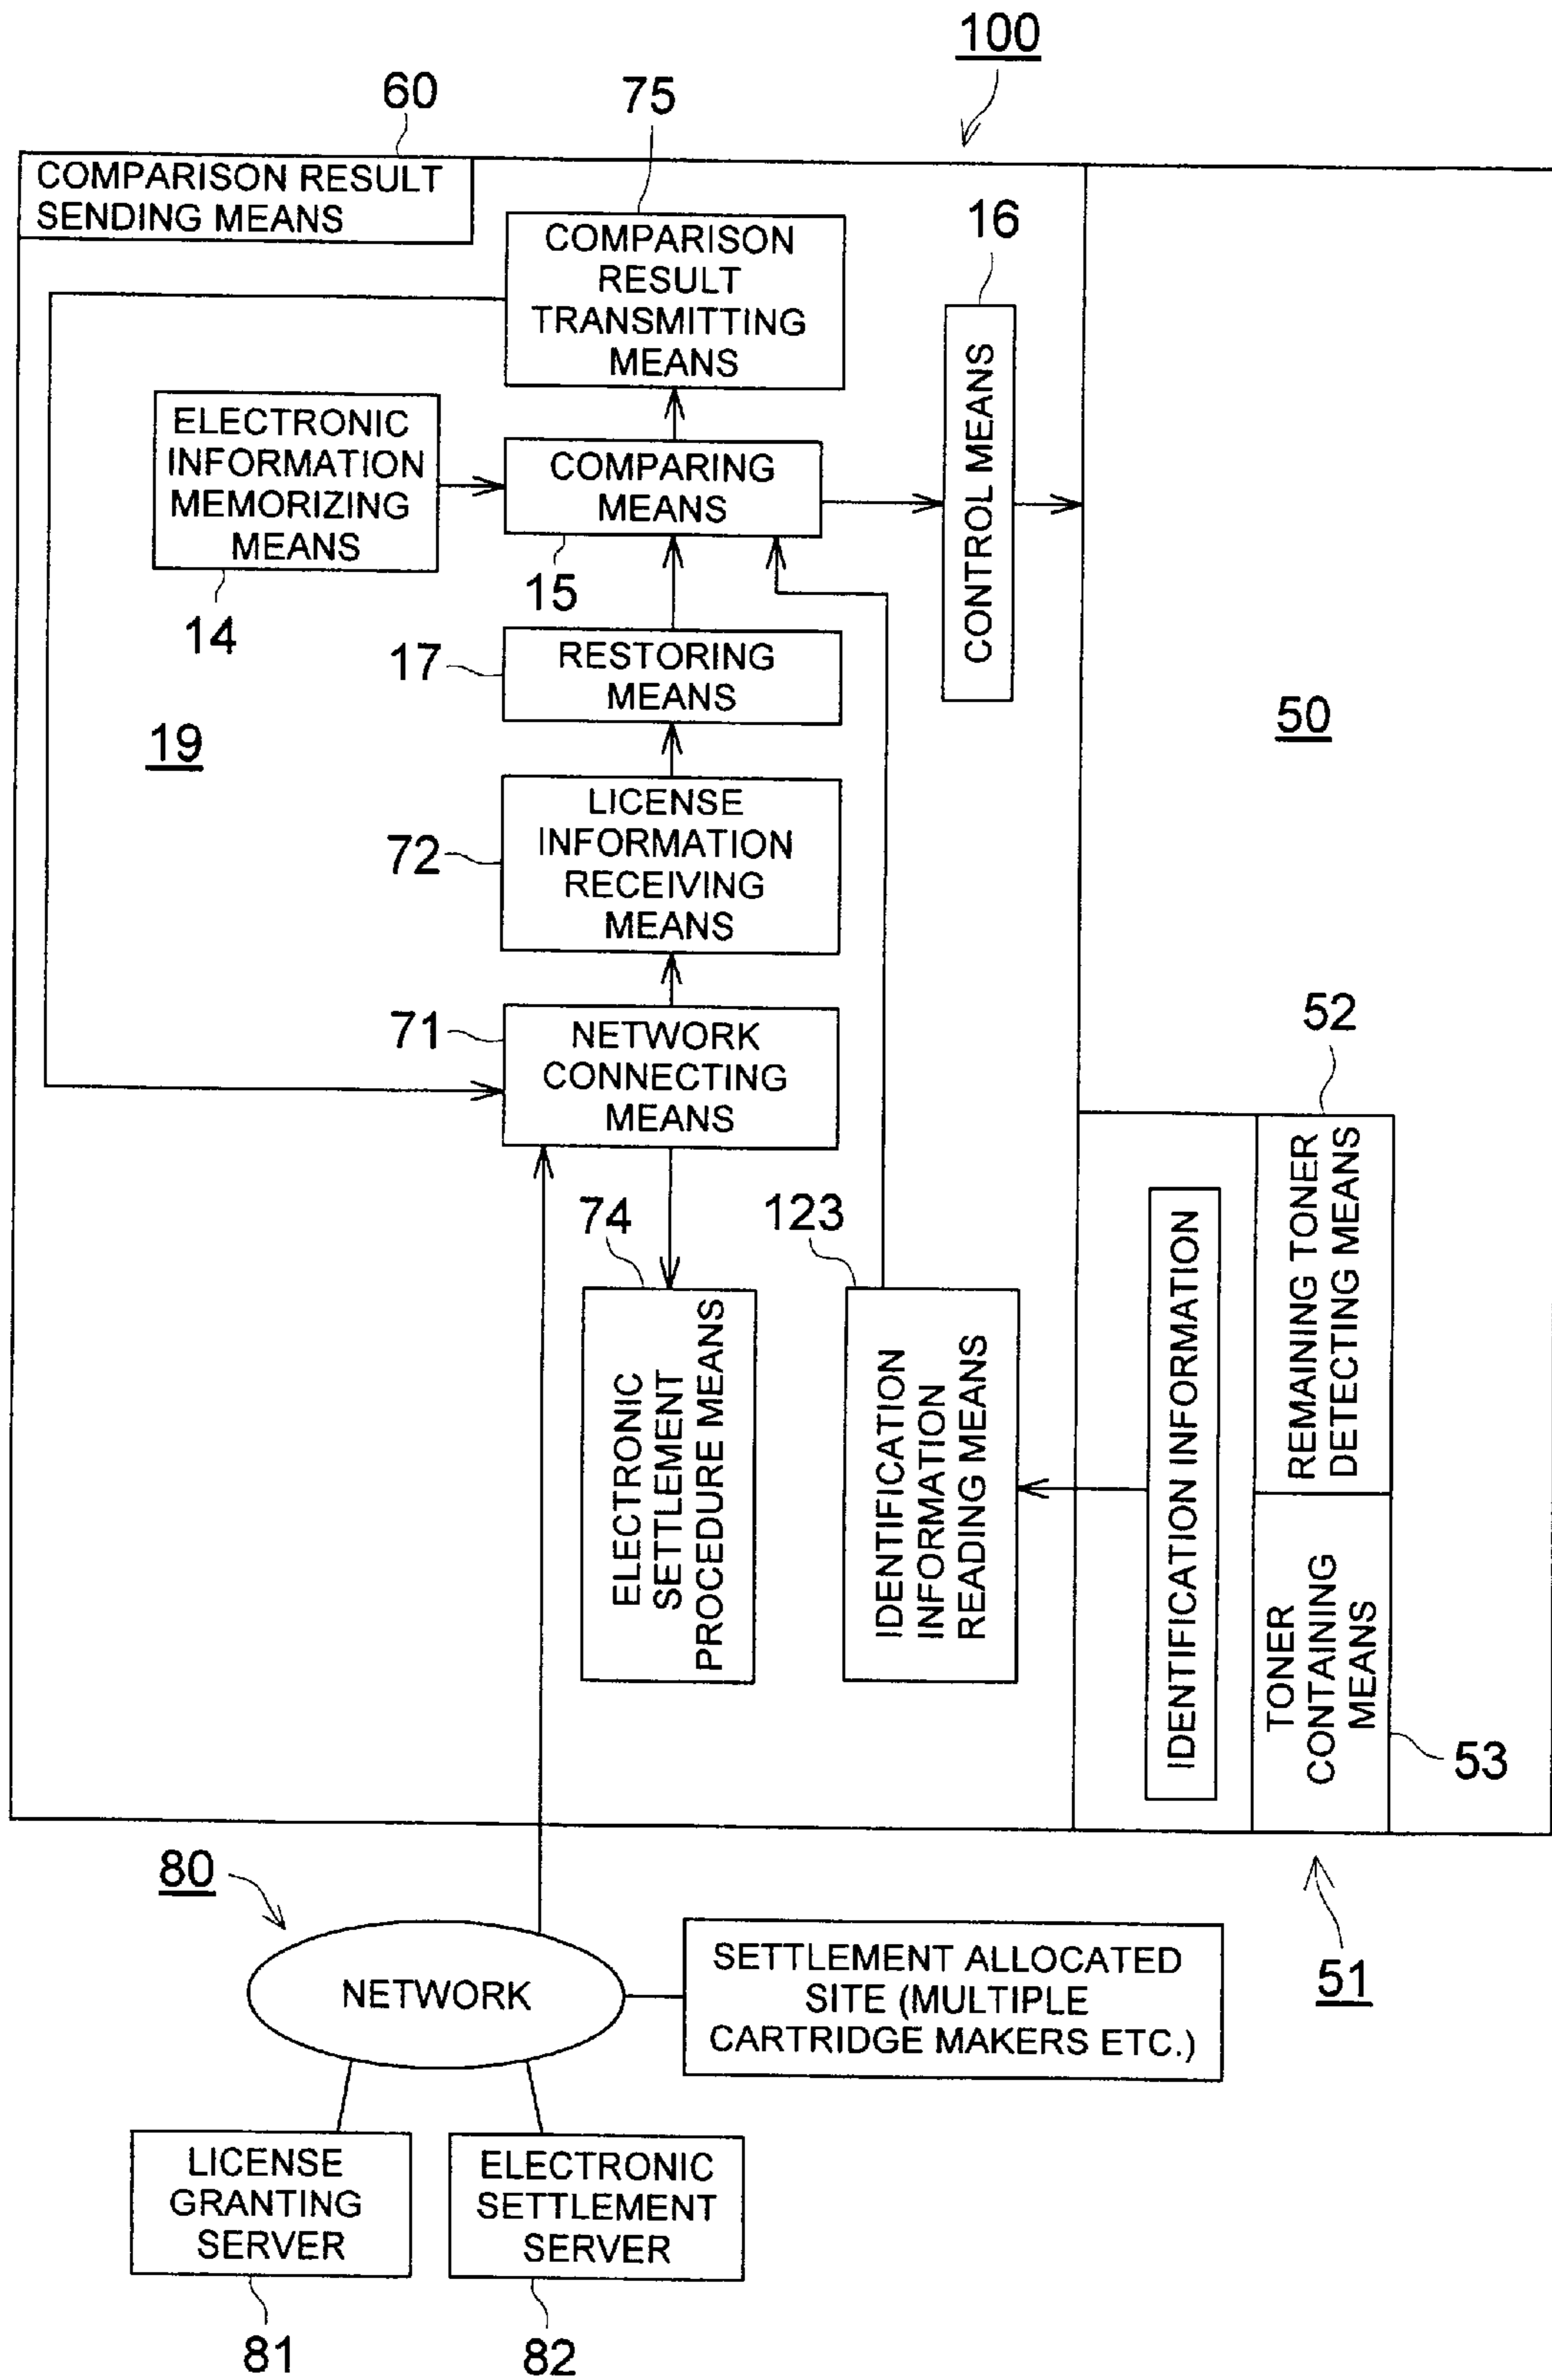 100
60
75
COMPARISON RESULT
SENDING MEANS
16
COMPARISON
RESULT
TRANSMITTING
MEANS
ELECTRONIC
INFORMATION
MEMORIZING
MEANS
COMPARING
MEANS
CONTROL MEANS
14
15
17
RESTORING
MEANS
19
50
LICENSE
INFORMATION
RECEIVING
MEANS
72
71
NETWORK
CONNECTING
MEANS
52
74
123
ELECTRONIC
SETTLEMENT
PROCEDURE MEANS
IDENTIFICATION
INFORMATION
READING MEANS
IDENTIFICATION INFORMATION
REMAINING TONER
DETECTING MEANS
TONER
CONTAINING
MEANS
53
80
51
NETWORK
SETTLEMENT ALLOCATED
SITE (MULTIPLE
CARTRIDGE MAKERS ETC.)
LICENSE
GRANTING
SERVER
ELECTRONIC
SETTLEMENT
SERVER
81
82